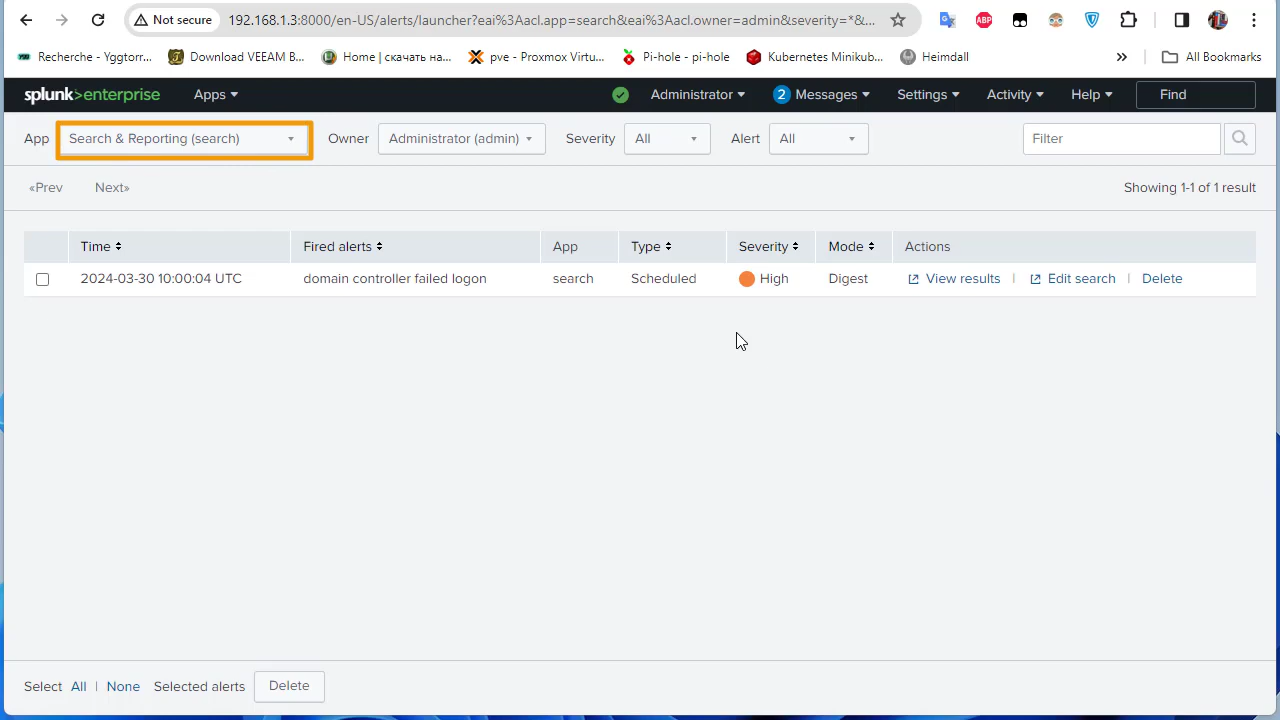 Not secure 192.168.1.3:8000/en-US/alerts/launcher?eai%3Aacl.app=search&eai%3Aacl.owner=admin&severity=*&... ABP
Recherche - Yggtorr... Download VEEAM B... Home | скачать на... pve - Proxmox Virtu... Pi-hole - pi-hole Kubernetes Minikub... Heimdall » All Bookmarks
splunk>enterprise Apps Administrator 2 Messages Settings Activity Help Find
App Search & Reporting (search) Owner Administrator (admin) Severity All Alert All Filter
«Prev Next» Showing 1-1 of 1 result
Time Fired alerts App Type Severity Mode Actions
2024-03-30 10:00:04 UTC domain controller failed logon search Scheduled High Digest View results | Edit search | Delete
Select All | None Selected alerts Delete